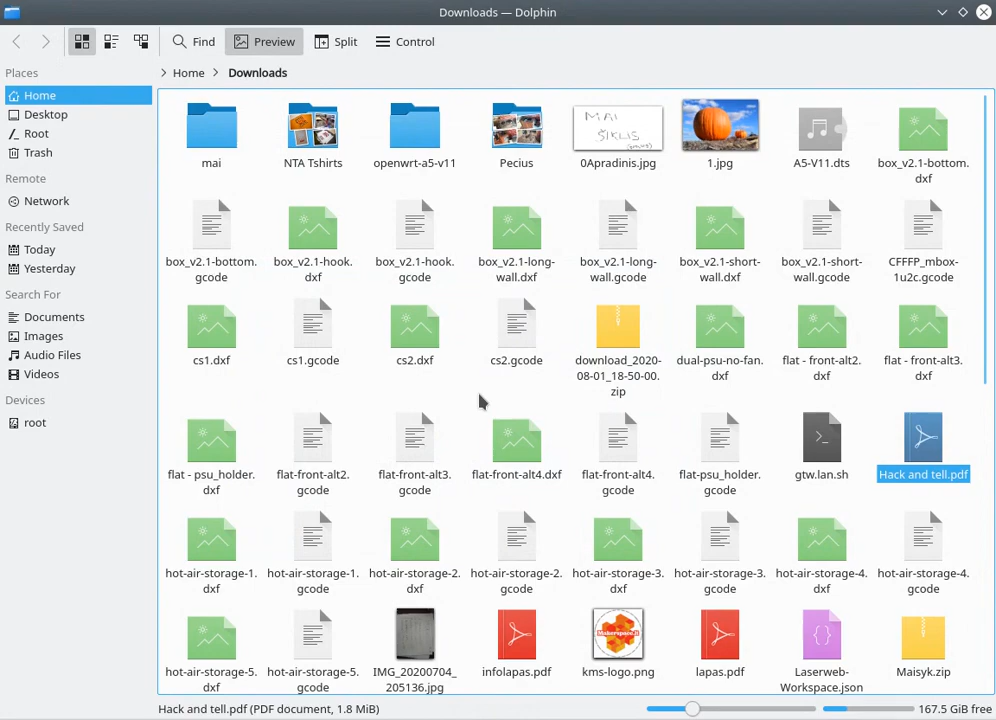 Downloads — Dolphin
Find
Preview
Split
Control
Places
Home
Desktop
Root
Trash
Remote
Network
Recently Saved
Today
Yesterday
Search For
Documents
Images
Audio Files
Videos
Devices
root
Home
Downloads
MAI
mai
NTA Tshirts
openwrt-a5-v11
Pecius
0Apradinis.jpg
1.jpg
A5-V11.dts
box_v2.1-bottom.
dxf
box_v2.1-bottom.
gcode
box_v2.1-hook.
dxf
box_v2.1-hook.
gcode
box_v2.1-long-
wall.dxf
box_v2.1-long-
wall.gcode
box_v2.1-short-
wall.dxf
box_v2.1-short-
wall.gcode
CFFFP_mbox-
1u2c.gcode
cs1.dxf
cs1.gcode
cs2.dxf
cs2.gcode
download_2020-
08-01_18-50-00.
zip
dual-psu-no-fan.
dxf
flat - front-alt2.
dxf
flat - front-alt3.
dxf
flat - psu_holder.
dxf
flat-front-alt2.
gcode
flat-front-alt3.
gcode
flat-front-alt4.dxf
flat-front-alt4.
gcode
flat-psu_holder.
gcode
gtw.lan.sh
Hack and tell.pdf
hot-air-storage-1.
dxf
hot-air-storage-1.
gcode
hot-air-storage-2.
dxf
hot-air-storage-2.
gcode
hot-air-storage-3.
dxf
hot-air-storage-3.
gcode
hot-air-storage-4.
dxf
hot-air-storage-4.
gcode
Makerspace.lt
hot-air-storage-5.
dxf
hot-air-storage-5.
gcode
IMG_20200704_
205136.jpg
infolapas.pdf
kms-logo.png
lapas.pdf
Laserweb-
Workspace.json
Maisyk.zip
Hack and tell.pdf (PDF document, 1.8 MiB)
167.5 GiB free